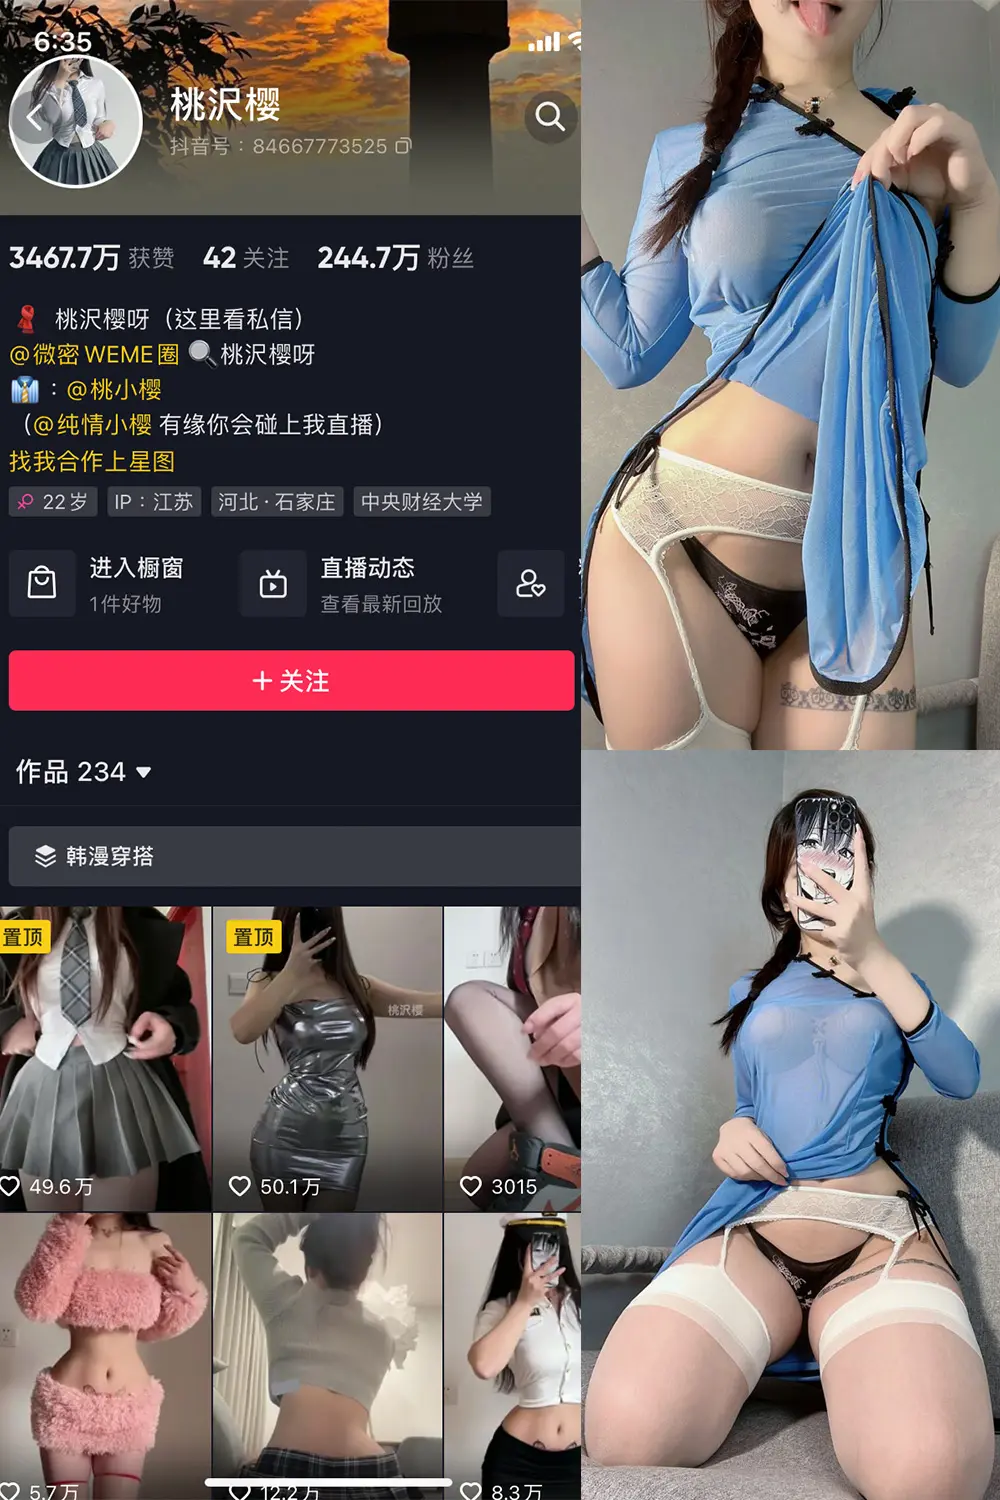 6:35
桃沢樱
抖音号：84667773525
3467.7万 获赞 42 关注 244.7万 粉丝
桃沢樱呀（这里看私信）
@微密WEME圈 桃沢樱呀
：@桃小樱
（@纯情小樱 有缘你会碰上我直播）
找我合作上星图
22岁 IP：江苏 河北·石家庄 中央财经大学
进入橱窗 直播动态
1件好物 查看最新回放
+ 关注
作品 234
韩漫穿搭
置顶 置顶
桃沢樱
49.6万 50.1万 3015
5.7万 12.2万 8.3万